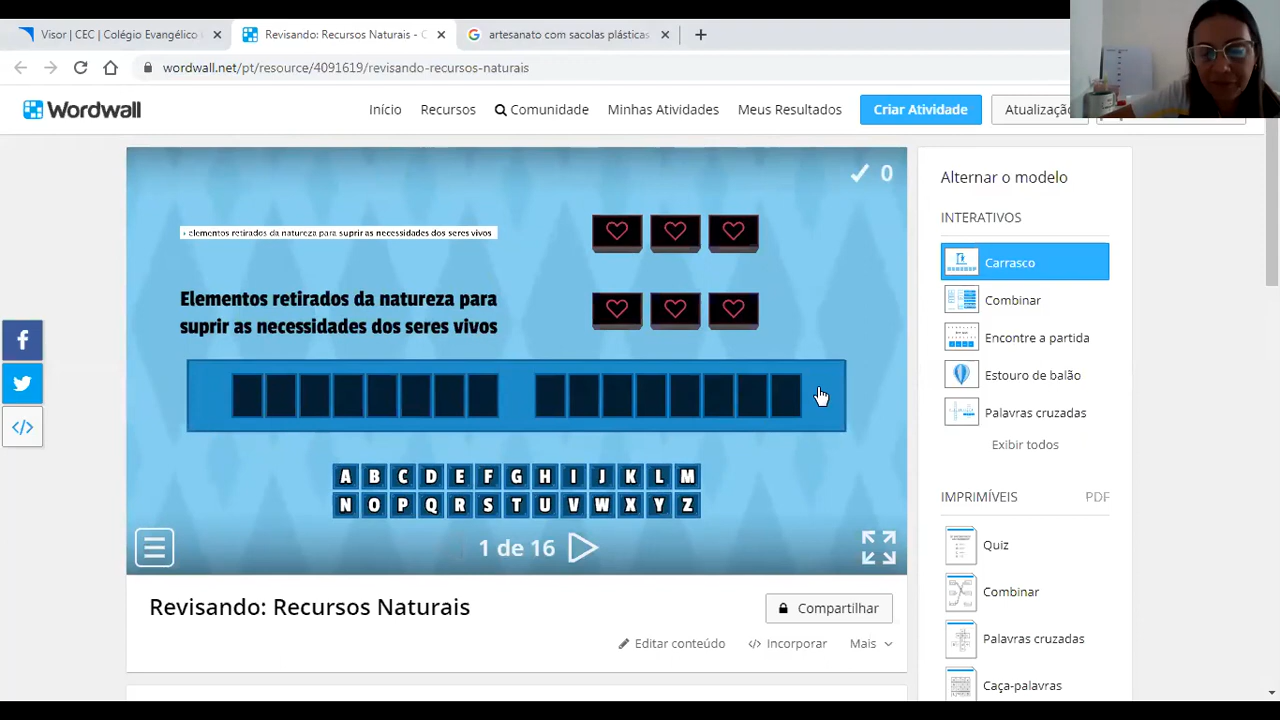 Visor | CEC | Colégio Evangélico
Revisando: Recursos Naturais - C
artesanato com sacolas plásticas
wordwall.net/pt/resource/4091619/revisando-recursos-naturais
Wordwall
Início
Recursos
Comunidade
Minhas Atividades
Meus Resultados
Criar Atividade
Atualização
0
› elementos retirados da natureza para suprir as necessidades dos seres vivos
Elementos retirados da natureza para
suprir as necessidades dos seres vivos
A B C D E F G H I J K L M
N O P Q R S T U V W X Y Z
1 de 16
Revisando: Recursos Naturais
Compartilhar
Editar conteúdo
</> Incorporar
Mais
Alternar o modelo
INTERATIVOS
Carrasco
Combinar
Encontre a partida
Estouro de balão
Palavras cruzadas
Exibir todos
IMPRIMÍVEIS
PDF
Quiz
Combinar
Palavras cruzadas
Caça-palavras